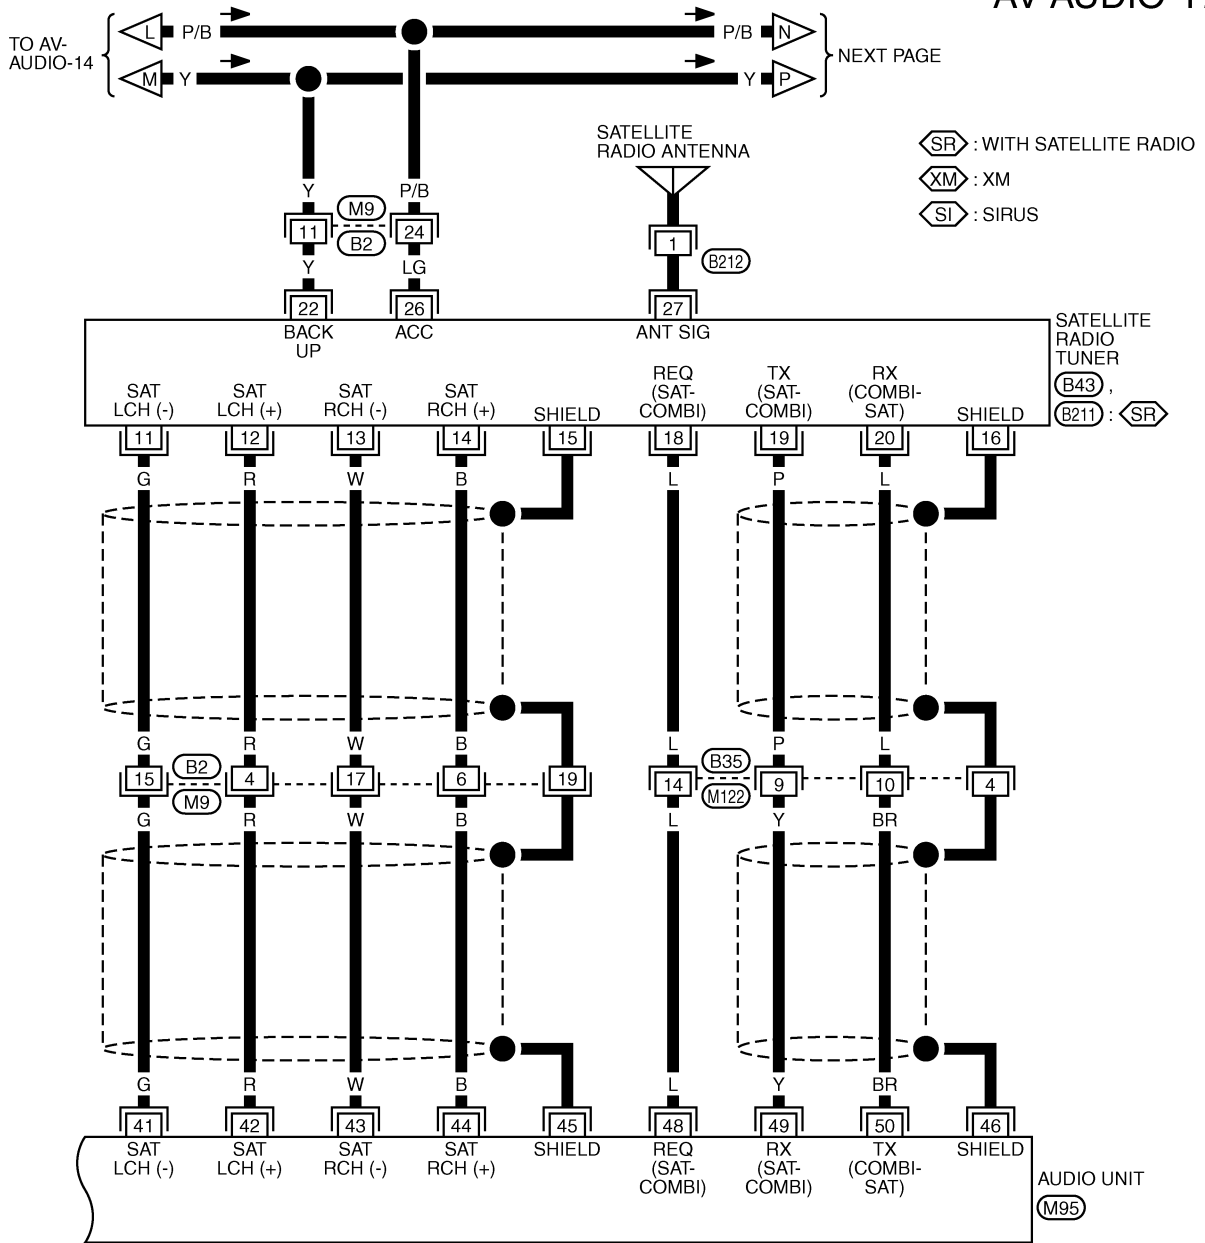 L P/B P/B N
TO AV-
AUDIO-14
NEXT PAGE
M Y Y P
SATELLITE
RADIO ANTENNA
SR : WITH SATELLITE RADIO
XM : XM
SI : SIRUS
Y P/B
M9
11 24 1
B2
B212
Y LG
22 26 27
BACK
UP
ACC
ANT SIG
SATELLITE
RADIO
TUNER
B43 ,
B211 : SR
SAT
LCH (-)
SAT
LCH (+)
SAT
RCH (-)
SAT
RCH (+)
SHIELD
REQ
(SAT-
COMBI)
TX
(SAT-
COMBI)
RX
(COMBI-
SAT)
SHIELD
11 12 13 14 15 18 19 20 16
G R W B L P L
G R W B L P L
B2 B35
15 4 17 6 19 14 9 10 4
M9 M122
G R W B L Y BR
G R W B L Y BR
41 42 43 44 45 48 49 50 46
SAT
LCH (-)
SAT
LCH (+)
SAT
RCH (-)
SAT
RCH (+)
SHIELD
REQ
(SAT-
COMBI)
RX
(SAT-
COMBI)
TX
(COMBI-
SAT)
SHIELD
AUDIO UNIT
M95